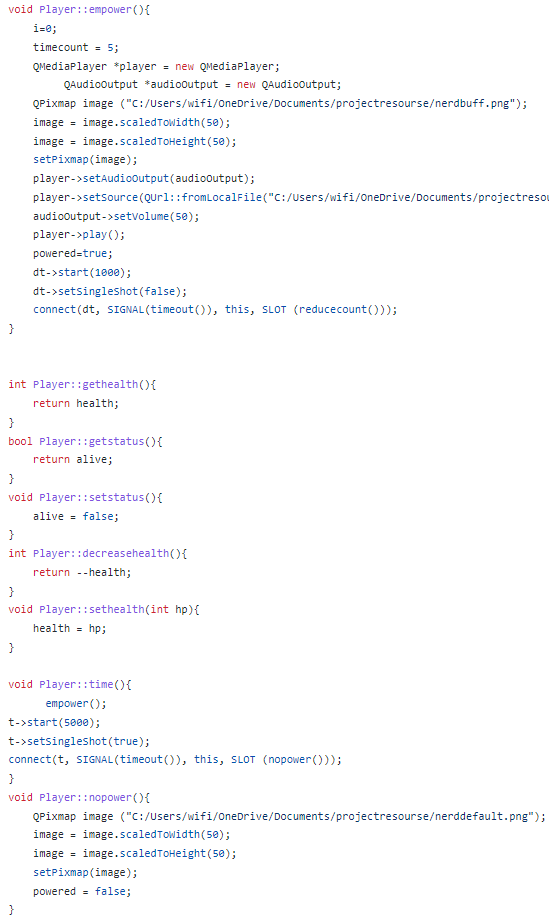 void Player::empower(){
    i=0;
    timecount = 5;
    QMediaPlayer *player = new QMediaPlayer;
         QAudioOutput *audioOutput = new QAudioOutput;
    QPixmap image ("C:/Users/wifi/OneDrive/Documents/projectresourse/nerdbuff.png");
    image = image.scaledToWidth(50);
    image = image.scaledToHeight(50);
    setPixmap(image);
    player->setAudioOutput(audioOutput);
    player->setSource(QUrl::fromLocalFile("C:/Users/wifi/OneDrive/Documents/projectresou
    audioOutput->setVolume(50);
    player->play();
    powered=true;
    dt->start(1000);
    dt->setSingleShot(false);
    connect(dt, SIGNAL(timeout()), this, SLOT (reducecount()));
}
int Player::gethealth(){
    return health;
}
bool Player::getstatus(){
    return alive;
}
void Player::setstatus(){
    alive = false;
}
int Player::decreasehealth(){
    return --health;
}
void Player::sethealth(int hp){
    health = hp;
}
void Player::time(){
      empower();
t->start(5000);
t->setSingleShot(true);
connect(t, SIGNAL(timeout()), this, SLOT (nopower()));
}
void Player::nopower(){
    QPixmap image ("C:/Users/wifi/OneDrive/Documents/projectresourse/nerddefault.png");
    image = image.scaledToWidth(50);
    image = image.scaledToHeight(50);
    setPixmap(image);
    powered = false;
}